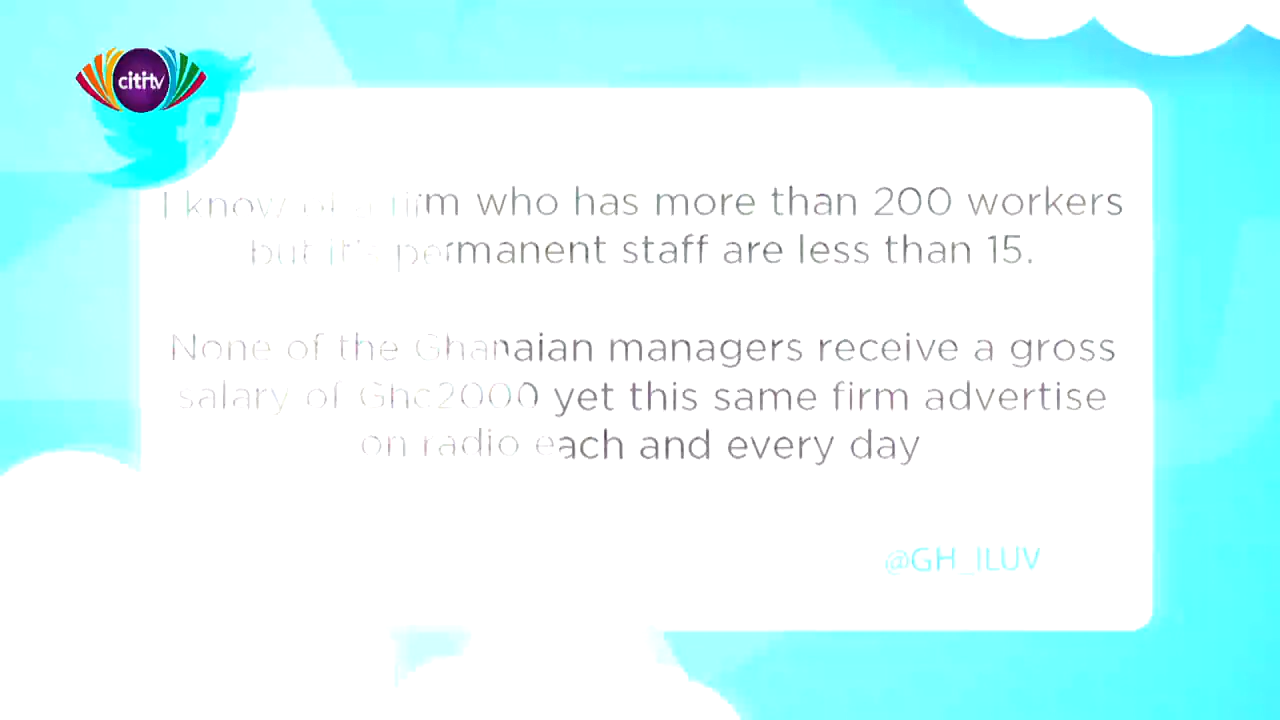 citi tv
I know of a firm who has more than 200 workers
but it's permanent staff are less than 15.
None of the Ghanaian managers receive a gross
salary of Ghc2000 yet this same firm advertise
on radio each and every day
@GH_ILUV